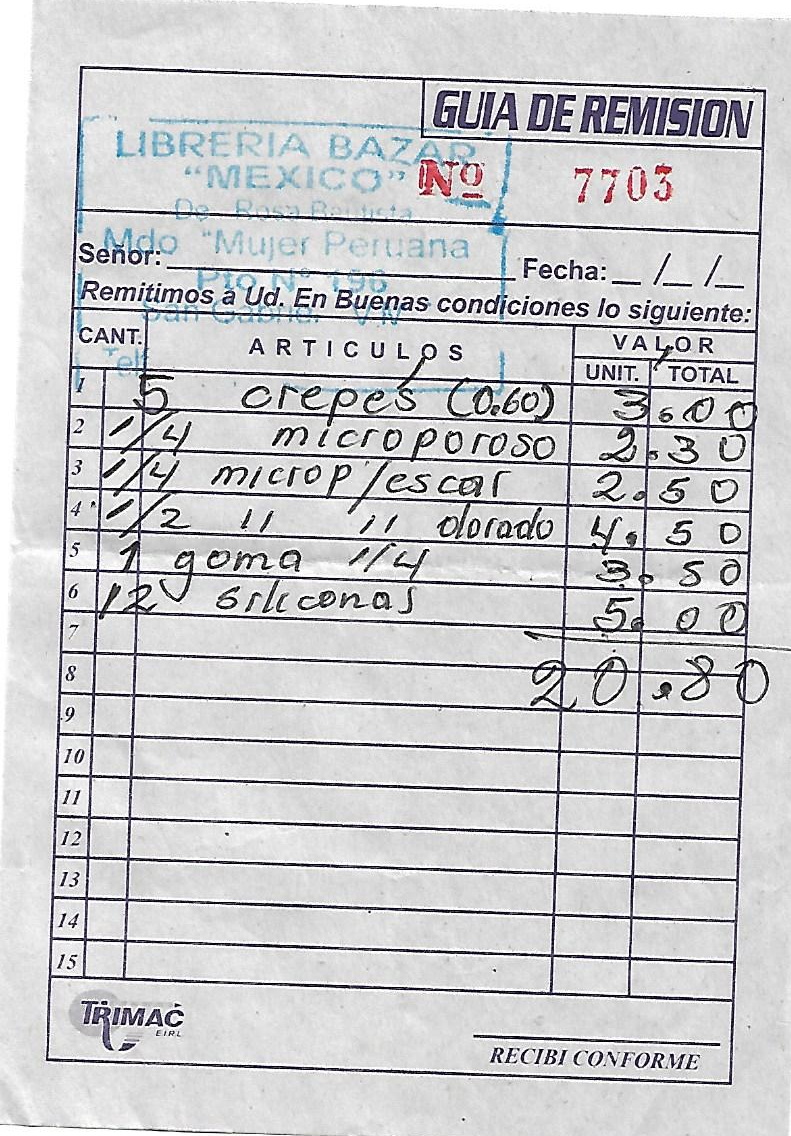 GUIA DE REMISION
LIBRERIA BAZAR
"MEXICO"
Nº 7703
De Rosa Bautista
Mdo "Mujer Peruana
Señor: Fecha: __ /__ /__
Pto N° 196
Remitimos a Ud. En Buenas condiciones lo siguiente:
San Gabriel V M
Telf
CANT. ARTICULOS VALOR
UNIT. TOTAL
1 5 crepes (0.60) 3.00
2 1/4 microporoso 2.30
3 1/4 microp/escar 2.50
4 1/2 " " dorado 4.50
5 1 goma 1/4 3.50
6 12 siliconas 5.00
7
8 20.80
9
10
11
12
13
14
15
TRIMAC
EIRL
RECIBI CONFORME